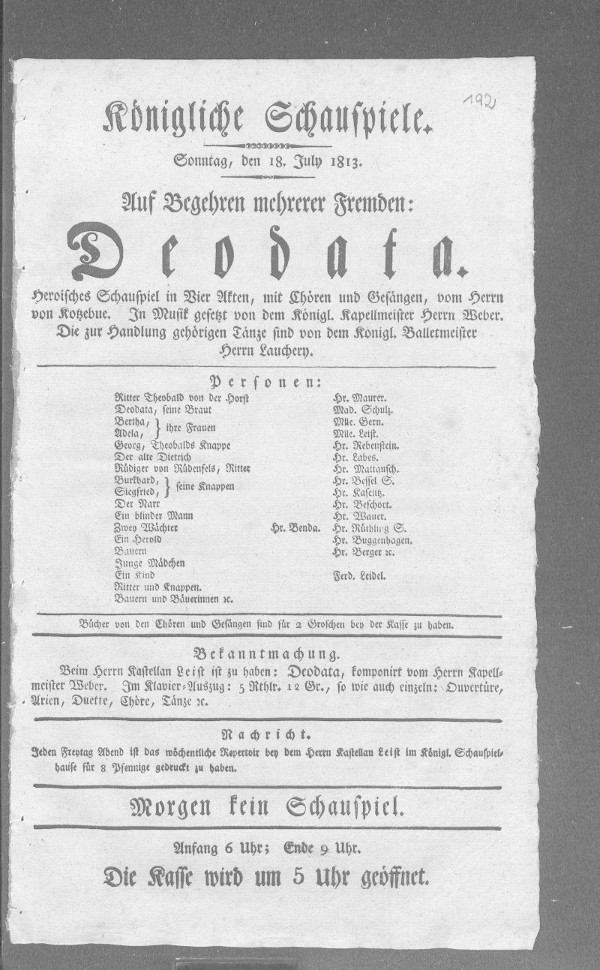 192
Königliche Schauspiele.
Sonntag, den 18. July 1813.
Auf Begehren mehrerer Fremden:
Deodata.
Heroisches Schauspiel in Vier Akten, mit Chören und Gesängen, vom Herrn
von Kotzebue. In Musik gesetzt von dem Königl. Kapellmeister Herrn Weber.
Die zur Handlung gehörigen Tänze sind von dem Königl. Balletmeister
Herrn Lauchery.
Personen:
Ritter Theobald von der Horst Hr. Maurer.
Deodata, seine Braut Mad. Schulz.
Bertha, } ihre Frauen Mlle. Gern.
Adela, Mlle. Leist.
Georg, Theobalds Knappe Hr. Rebenstein.
Der alte Dietrich Hr. Labes.
Rüdiger von Rüdenfels, Ritter Hr. Mattausch.
Burkhard, } seine Knappen Hr. Bessel S.
Siegfried, Hr. Kaselitz.
Der Narr Hr. Beschort.
Ein blinder Mann Hr. Wauer.
Zwey Wächter Hr. Benda. Hr. Rüthling S.
Ein Herold Hr. Buggenhagen.
Bauern Hr. Berger ꝛc.
Junge Mädchen
Ein Kind Ferd. Leidel.
Ritter und Knappen.
Bauern und Bäuerinnen ꝛc.
Bücher von den Chören und Gesängen sind für 2 Groschen bey der Kasse zu haben.
Bekanntmachung.
Beim Herrn Kastellan Leist ist zu haben: Deodata, komponirt vom Herrn Kapell-
meister Weber. Im Klavier-Auszug: 5 Rthlr. 12 Gr., so wie auch einzeln: Ouvertüre,
Arien, Duette, Chöre, Tänze ꝛc.
Nachricht.
Jeden Freytag Abend ist das wöchentliche Repertoir bey dem Herrn Kastellan Leist im Königl. Schauspiel-
hause für 8 Pfennige gedruckt zu haben.
Morgen kein Schauspiel.
Anfang 6 Uhr; Ende 9 Uhr.
Die Kasse wird um 5 Uhr geöffnet.